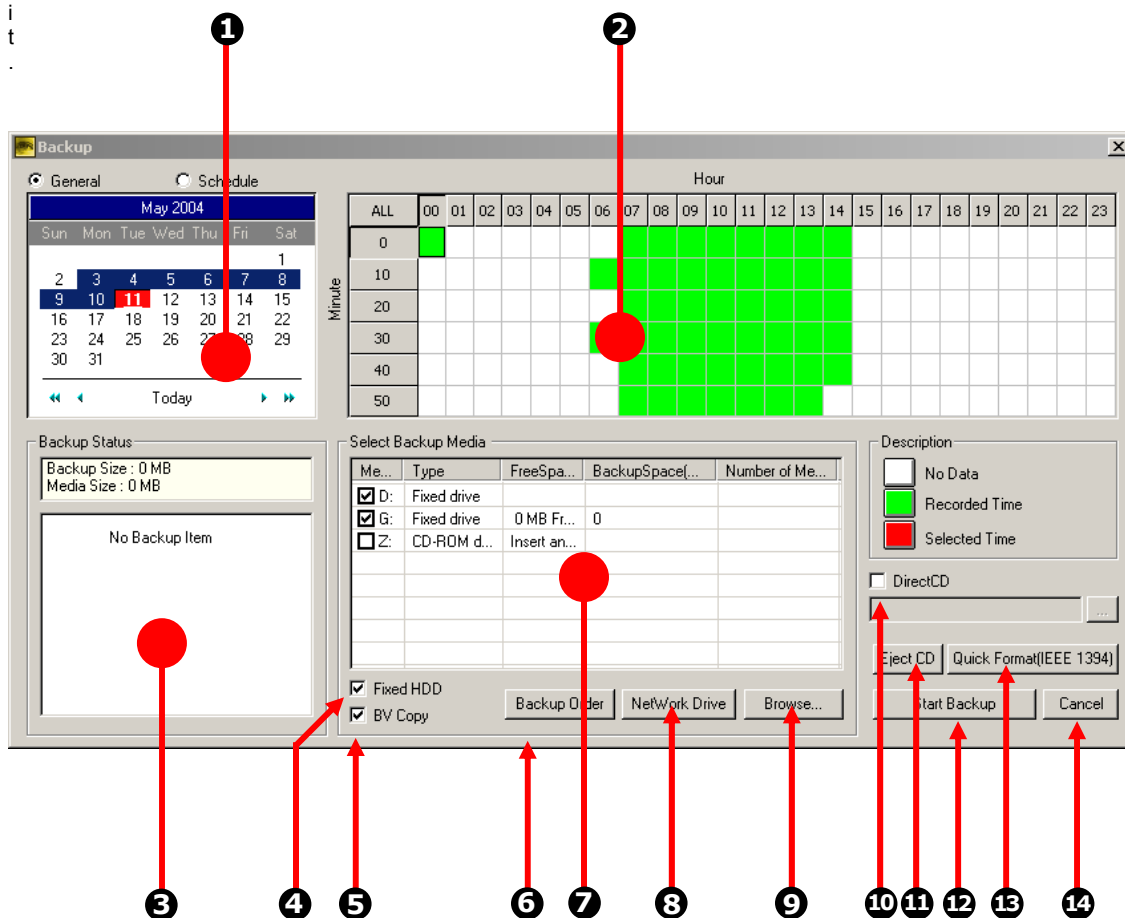 i
t
.
1 2
Backup
General Schedule
May 2004
Sun Mon Tue Wed Thu Fri Sat
1
2 3 4 5 6 7 8
9 10 11 12 13 14 15
16 17 18 19 20 21 22
23 24 25 26 27 28 29
30 31
Today
Hour
ALL 00 01 02 03 04 05 06 07 08 09 10 11 12 13 14 15 16 17 18 19 20 21 22 23
Minute
0
10
20
30
40
50
Backup Status
Backup Size : 0 MB
Media Size : 0 MB
No Backup Item
Select Backup Media
Me... Type FreeSpa... BackupSpace(... Number of Me...
D: Fixed drive
G: Fixed drive 0 MB Fr... 0
Z: CD-ROM d... Insert an...
Fixed HDD
BV Copy
Backup Order NetWork Drive Browse...
Description
No Data
Recorded Time
Selected Time
DirectCD
...
Eject CD Quick Format(IEEE 1394)
Start Backup Cancel
3 4 5 6 7 8 9 10 11 12 13 14